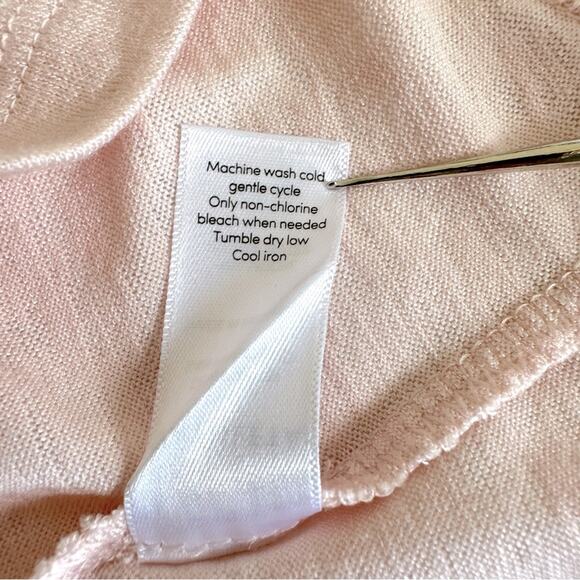 Machine wash cold
gentle cycle
Only non-chlorine
bleach when needed
Tumble dry low
Cool iron